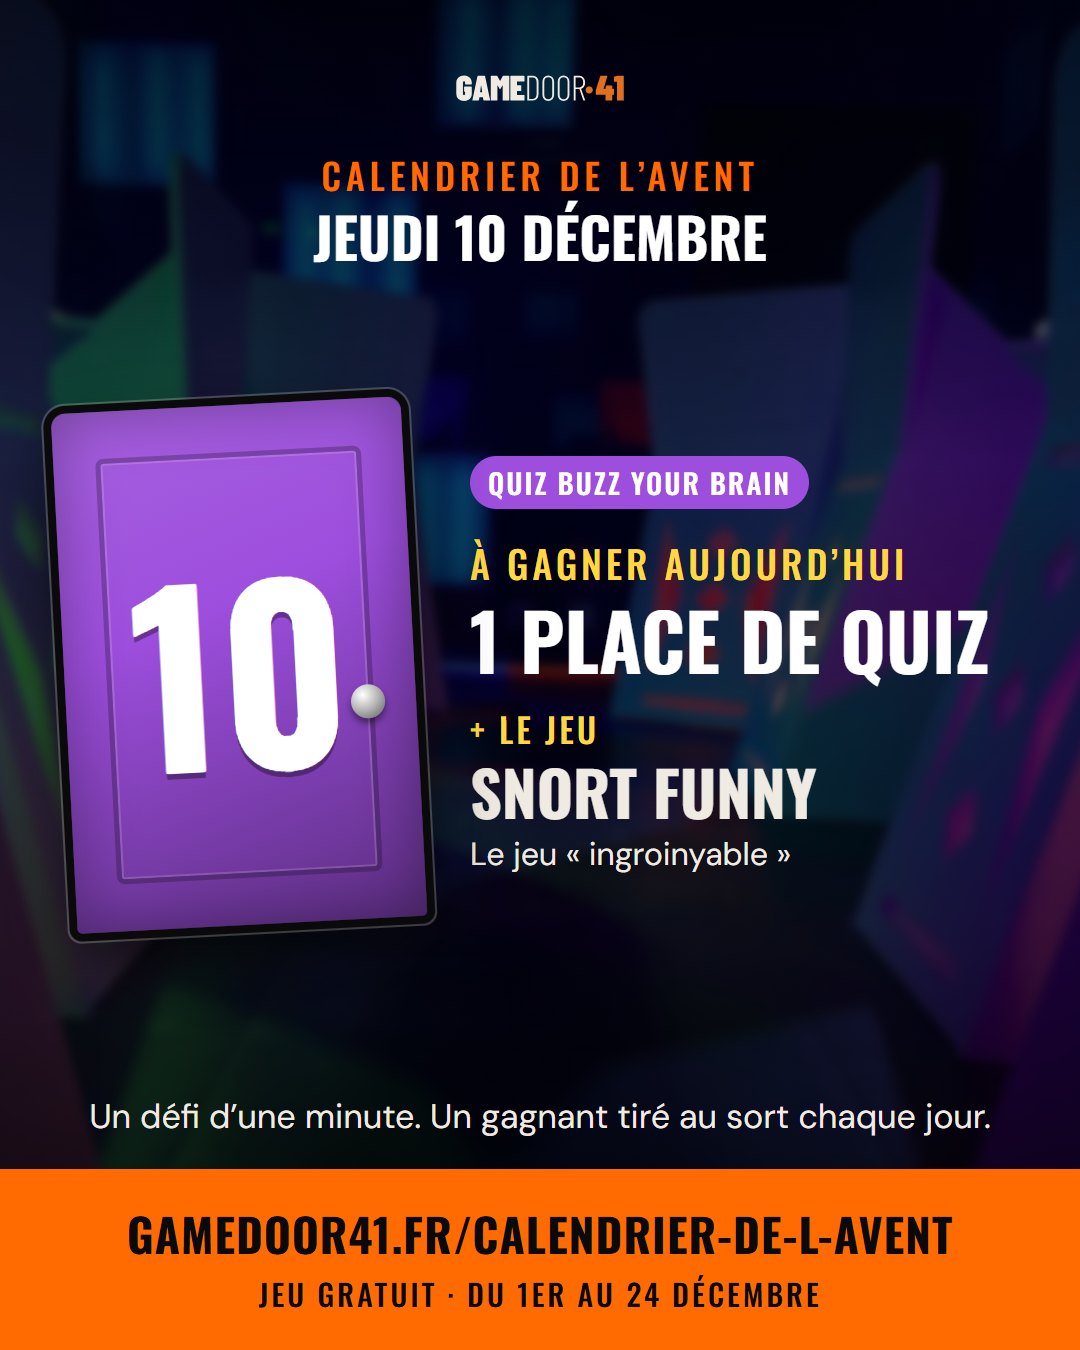 GAMEDOOR·41
CALENDRIER DE L’AVENT
JEUDI 10 DÉCEMBRE
10
QUIZ BUZZ YOUR BRAIN
À GAGNER AUJOURD’HUI
1 PLACE DE QUIZ
+ LE JEU
SNORT FUNNY
Le jeu « ingroinyable »
Un défi d’une minute. Un gagnant tiré au sort chaque jour.
GAMEDOOR41.FR/CALENDRIER-DE-L-AVENT
JEU GRATUIT · DU 1ER AU 24 DÉCEMBRE